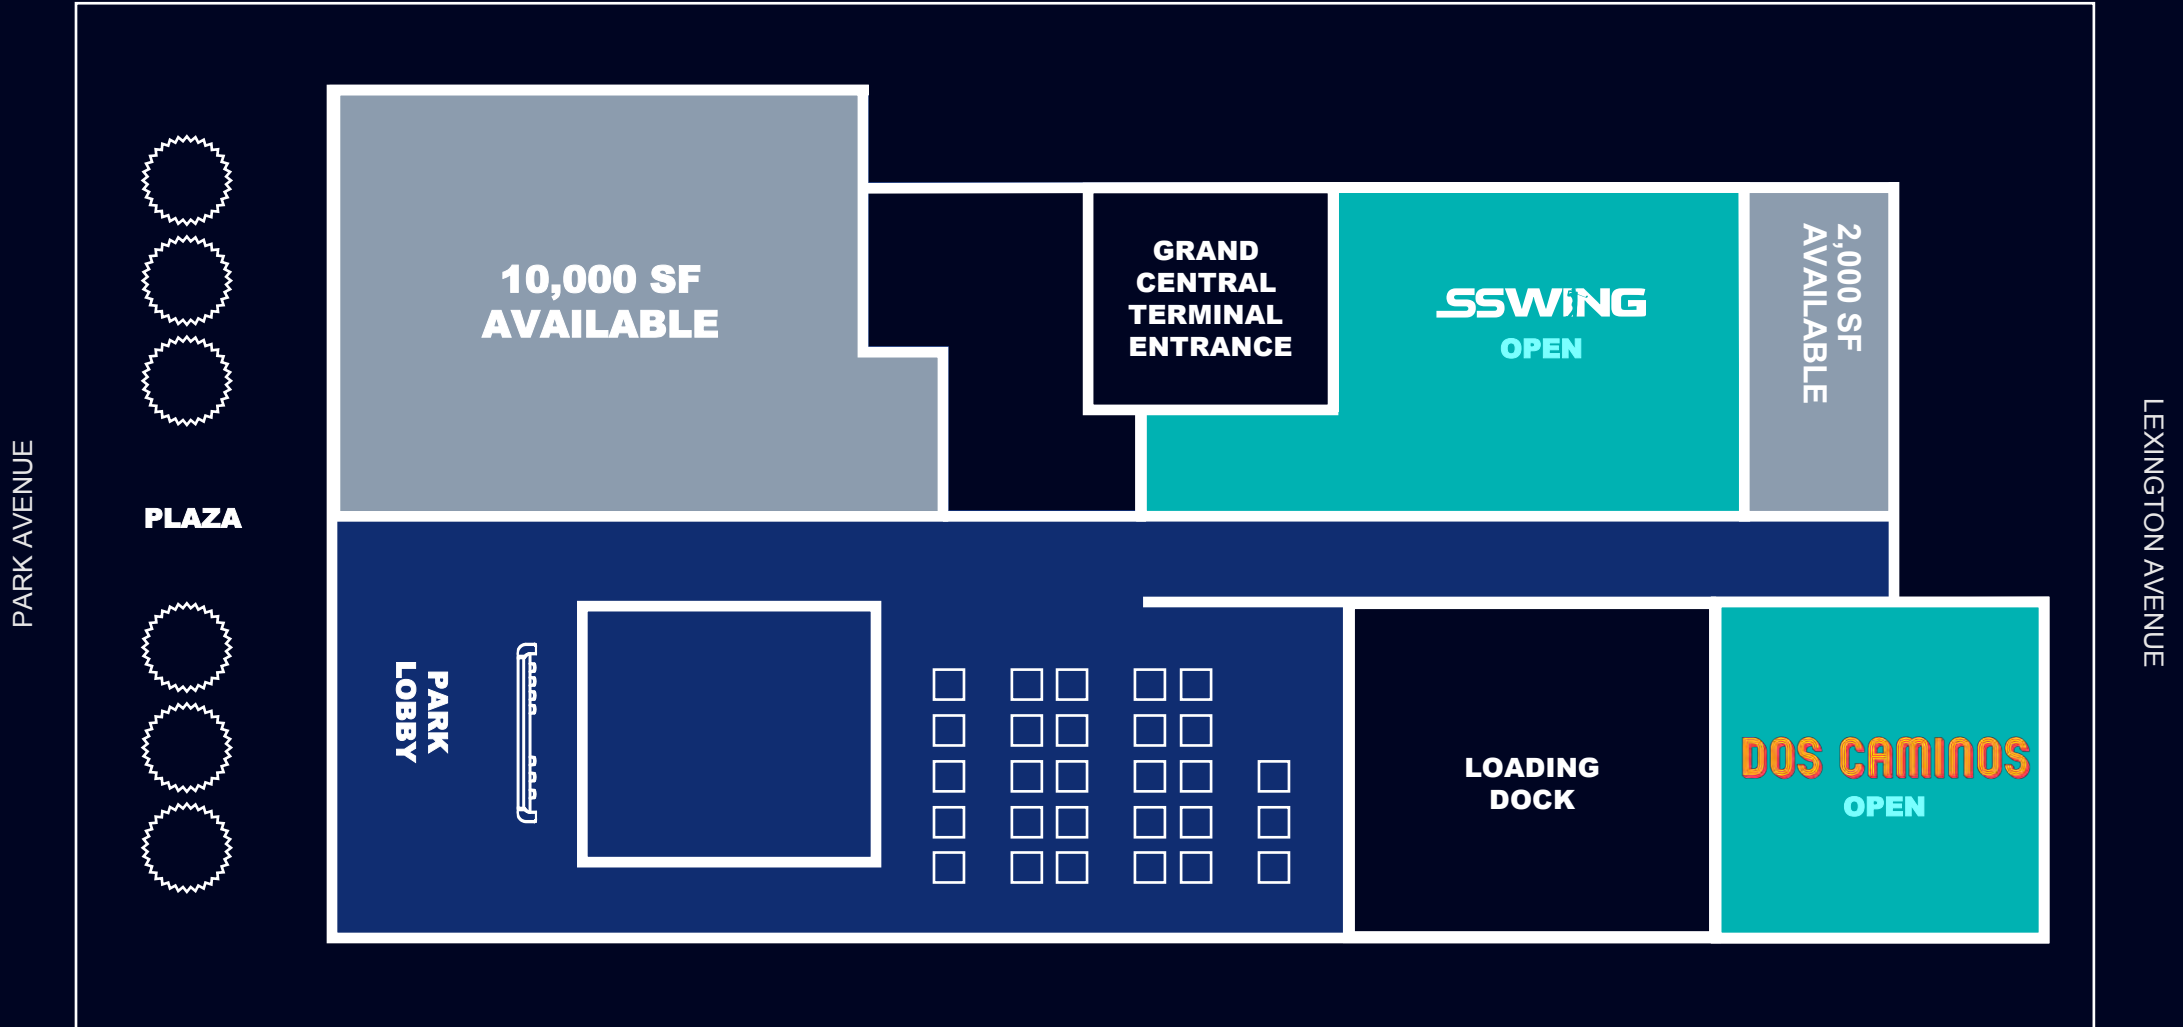 PARK AVENUE
PLAZA
10,000 SF
AVAILABLE
GRAND
CENTRAL
TERMINAL
ENTRANCE
SSWING
OPEN
2,000 SF
AVAILABLE
PARK
LOBBY
LOADING
DOCK
DOS CAMINOS
OPEN
LEXINGTON AVENUE